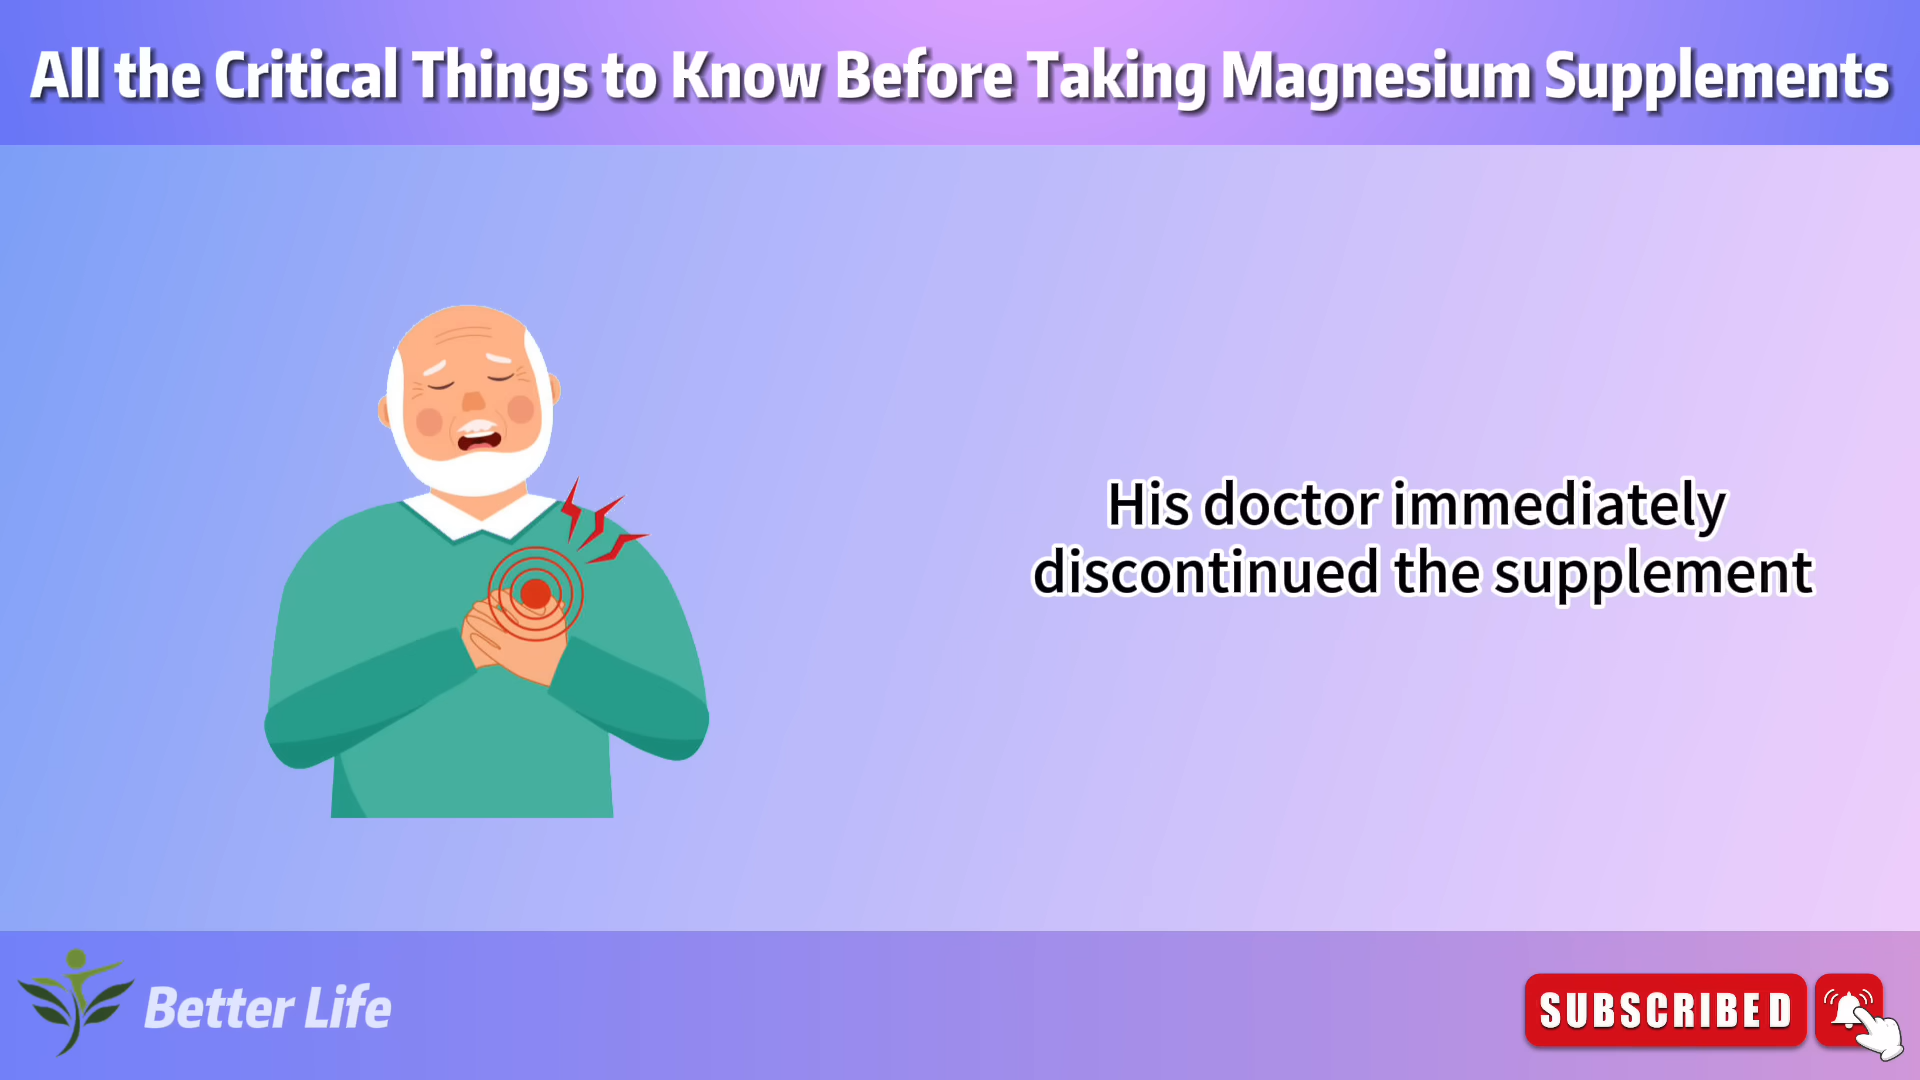 All the Critical Things to Know Before Taking Magnesium Supplements
His doctor immediately
discontinued the supplement
Better Life
SUBSCRIBED